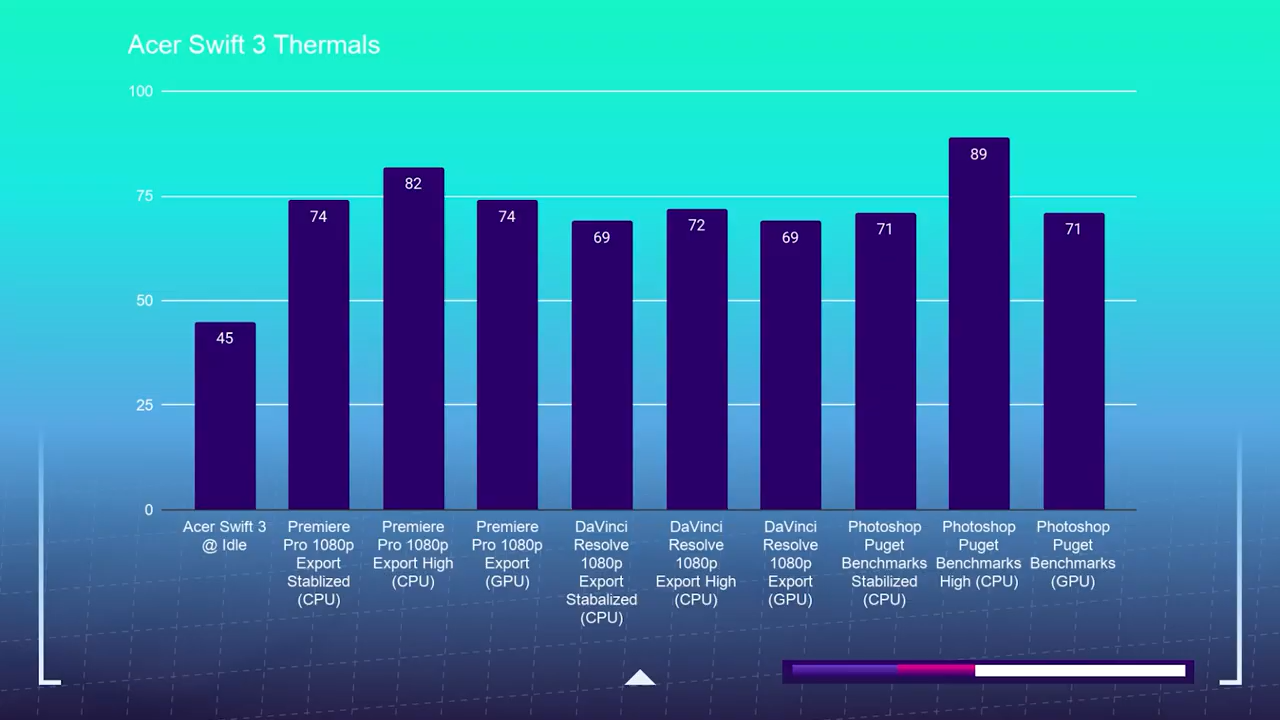 Acer Swift 3 Thermals
100
75
50
25
0
45
74
82
74
69
72
69
71
89
71
Acer Swift 3
@ Idle
Premiere
Pro 1080p
Export
Stablized
(CPU)
Premiere
Pro 1080p
Export High
(CPU)
Premiere
Pro 1080p
Export
(GPU)
DaVinci
Resolve
1080p
Export
Stabalized
(CPU)
DaVinci
Resolve
1080p
Export High
(CPU)
DaVinci
Resolve
1080p
Export
(GPU)
Photoshop
Puget
Benchmarks
Stabilized
(CPU)
Photoshop
Puget
Benchmarks
High (CPU)
Photoshop
Puget
Benchmarks
(GPU)